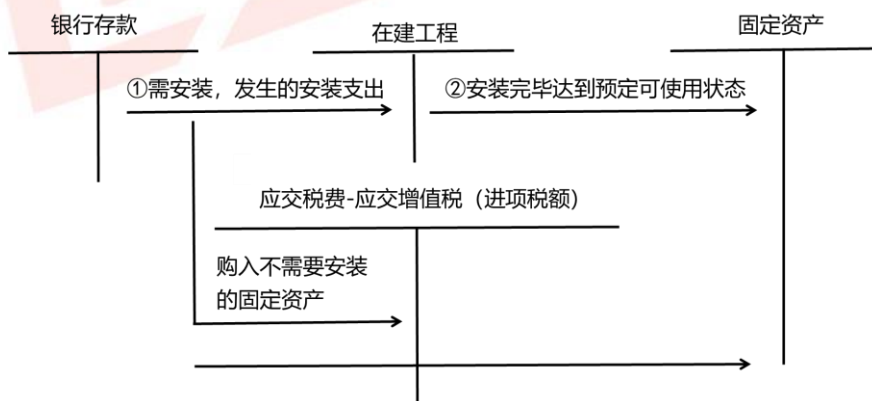 银行存款
在建工程
固定资产
①需安装，发生的安装支出
②安装完毕达到预定可使用状态
应交税费-应交增值税（进项税额）
购入不需要安装
的固定资产